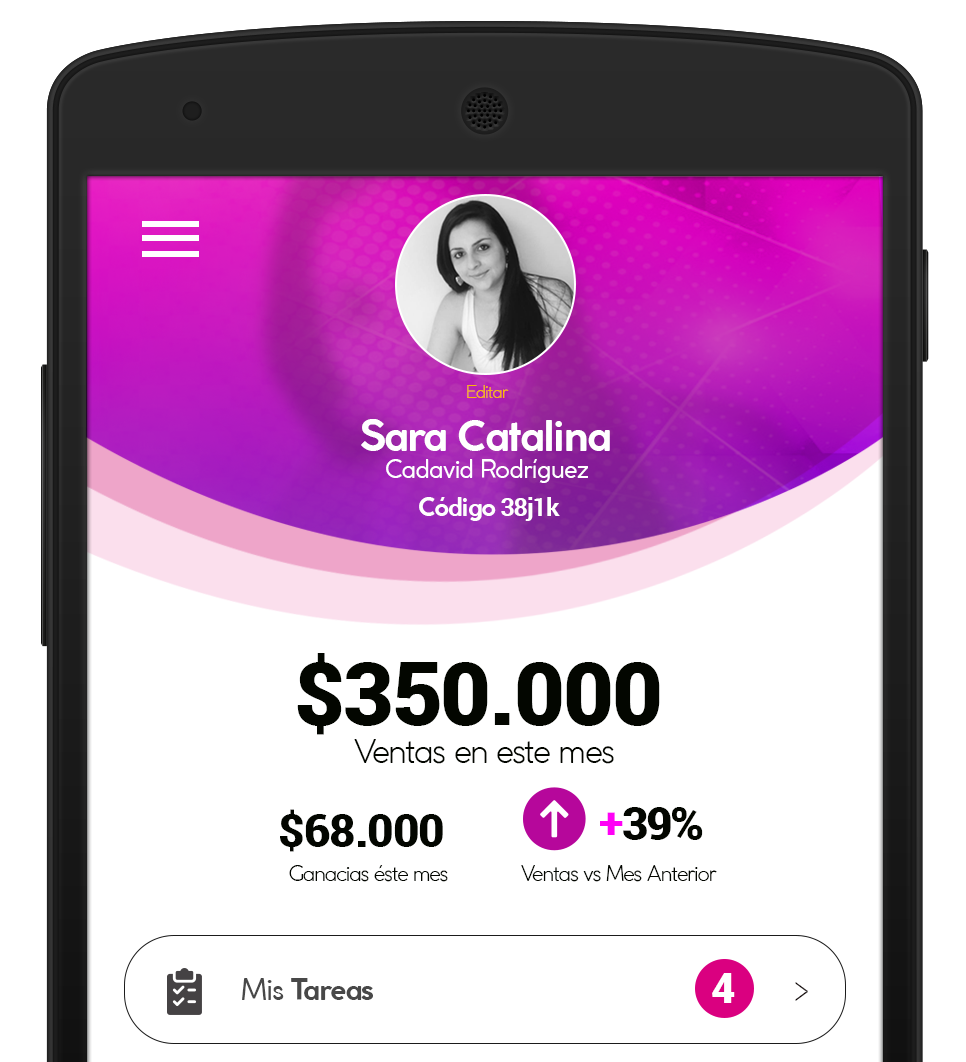 Editar
Sara Catalina
Cadavid Rodríguez
Código 38j1k
$350.000
Ventas en este mes
$68.000
Ganacias éste mes
+39%
Ventas vs Mes Anterior
Mis Tareas
4